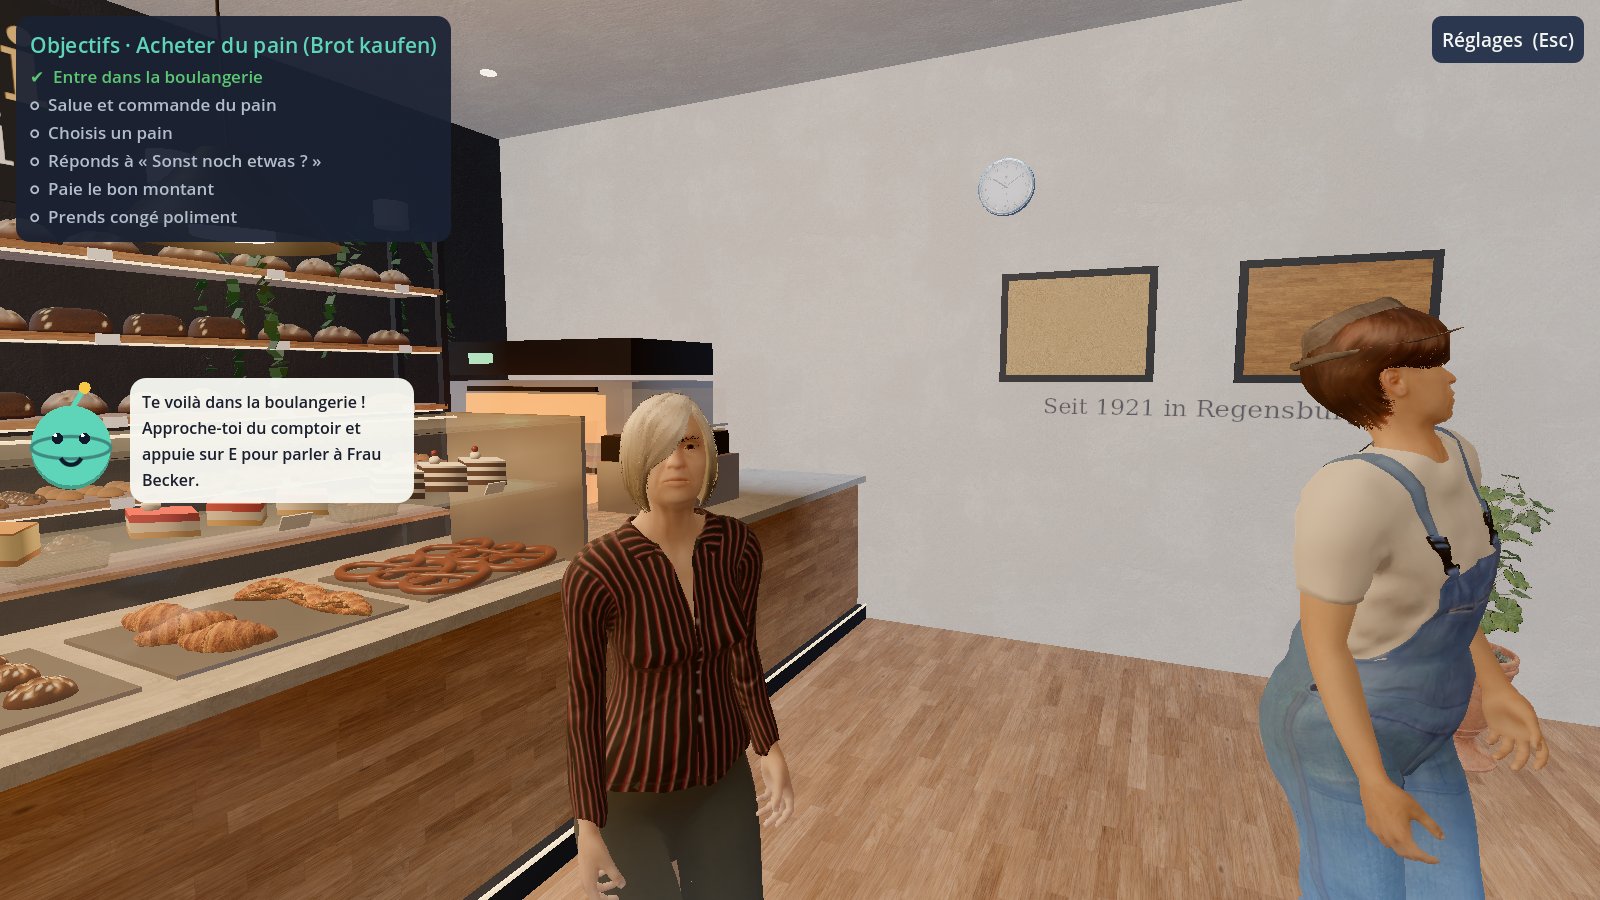 Objectifs · Acheter du pain (Brot kaufen)
✔ Entre dans la boulangerie
Salue et commande du pain
Choisis un pain
Réponds à « Sonst noch etwas ? »
Paie le bon montant
Prends congé poliment
Réglages (Esc)
Te voilà dans la boulangerie !
Approche-toi du comptoir et
appuie sur E pour parler à Frau
Becker.
Seit 1921 in